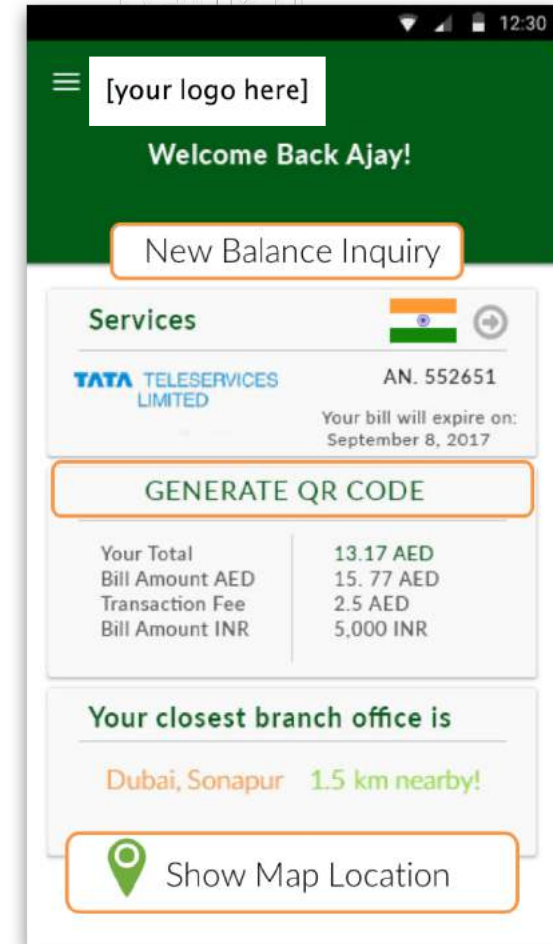 12:30
[your logo here]
Welcome Back Ajay!
New Balance Inquiry
Services
TATA TELESERVICES
LIMITED
AN. 552651
Your bill will expire on:
September 8, 2017
GENERATE QR CODE
Your Total 13.17 AED
Bill Amount AED 15. 77 AED
Transaction Fee 2.5 AED
Bill Amount INR 5,000 INR
Your closest branch office is
Dubai, Sonapur 1.5 km nearby!
Show Map Location